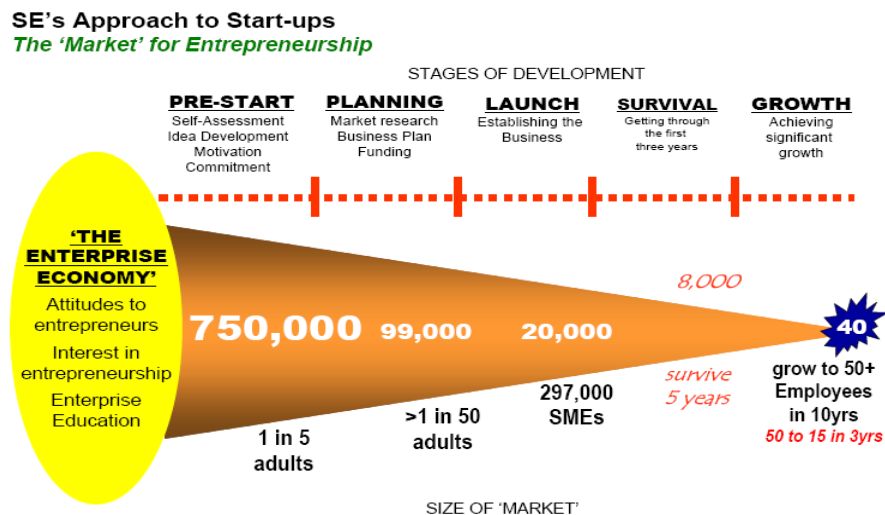 SE's Approach to Start-ups
The 'Market' for Entrepreneurship
STAGES OF DEVELOPMENT
PRE-START
Self-Assessment
Idea Development
Motivation
Commitment
PLANNING
Market research
Business Plan
Funding
LAUNCH
Establishing the
Business
SURVIVAL
Getting through
the first
three years
GROWTH
Achieving
significant
growth
'THE
ENTERPRISE
ECONOMY'
Attitudes to
entrepreneurs
Interest in
entrepreneurship
Enterprise
Education
750,000
99,000
20,000
8,000
40
1 in 5
adults
>1 in 50
adults
297,000
SMEs
survive
5 years
grow to 50+
Employees
in 10yrs
50 to 15 in 3yrs
SIZE OF 'MARKET'